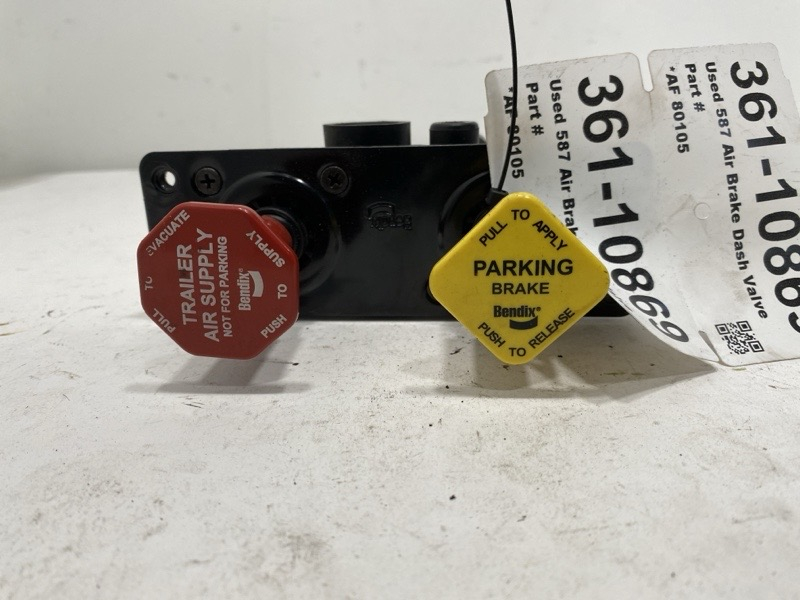 PULL TO EVACUATE
TRAILER
AIR SUPPLY
NOT FOR PARKING
Bendix
PUSH TO SUPPLY
PULL TO APPLY
PARKING
BRAKE
Bendix
PUSH TO RELEASE
361-10869
Used 587 Air Brak
Part #
*AF 80105
361-10869
Used 587 Air Brake Dash Valve
Part #
*AF 80105